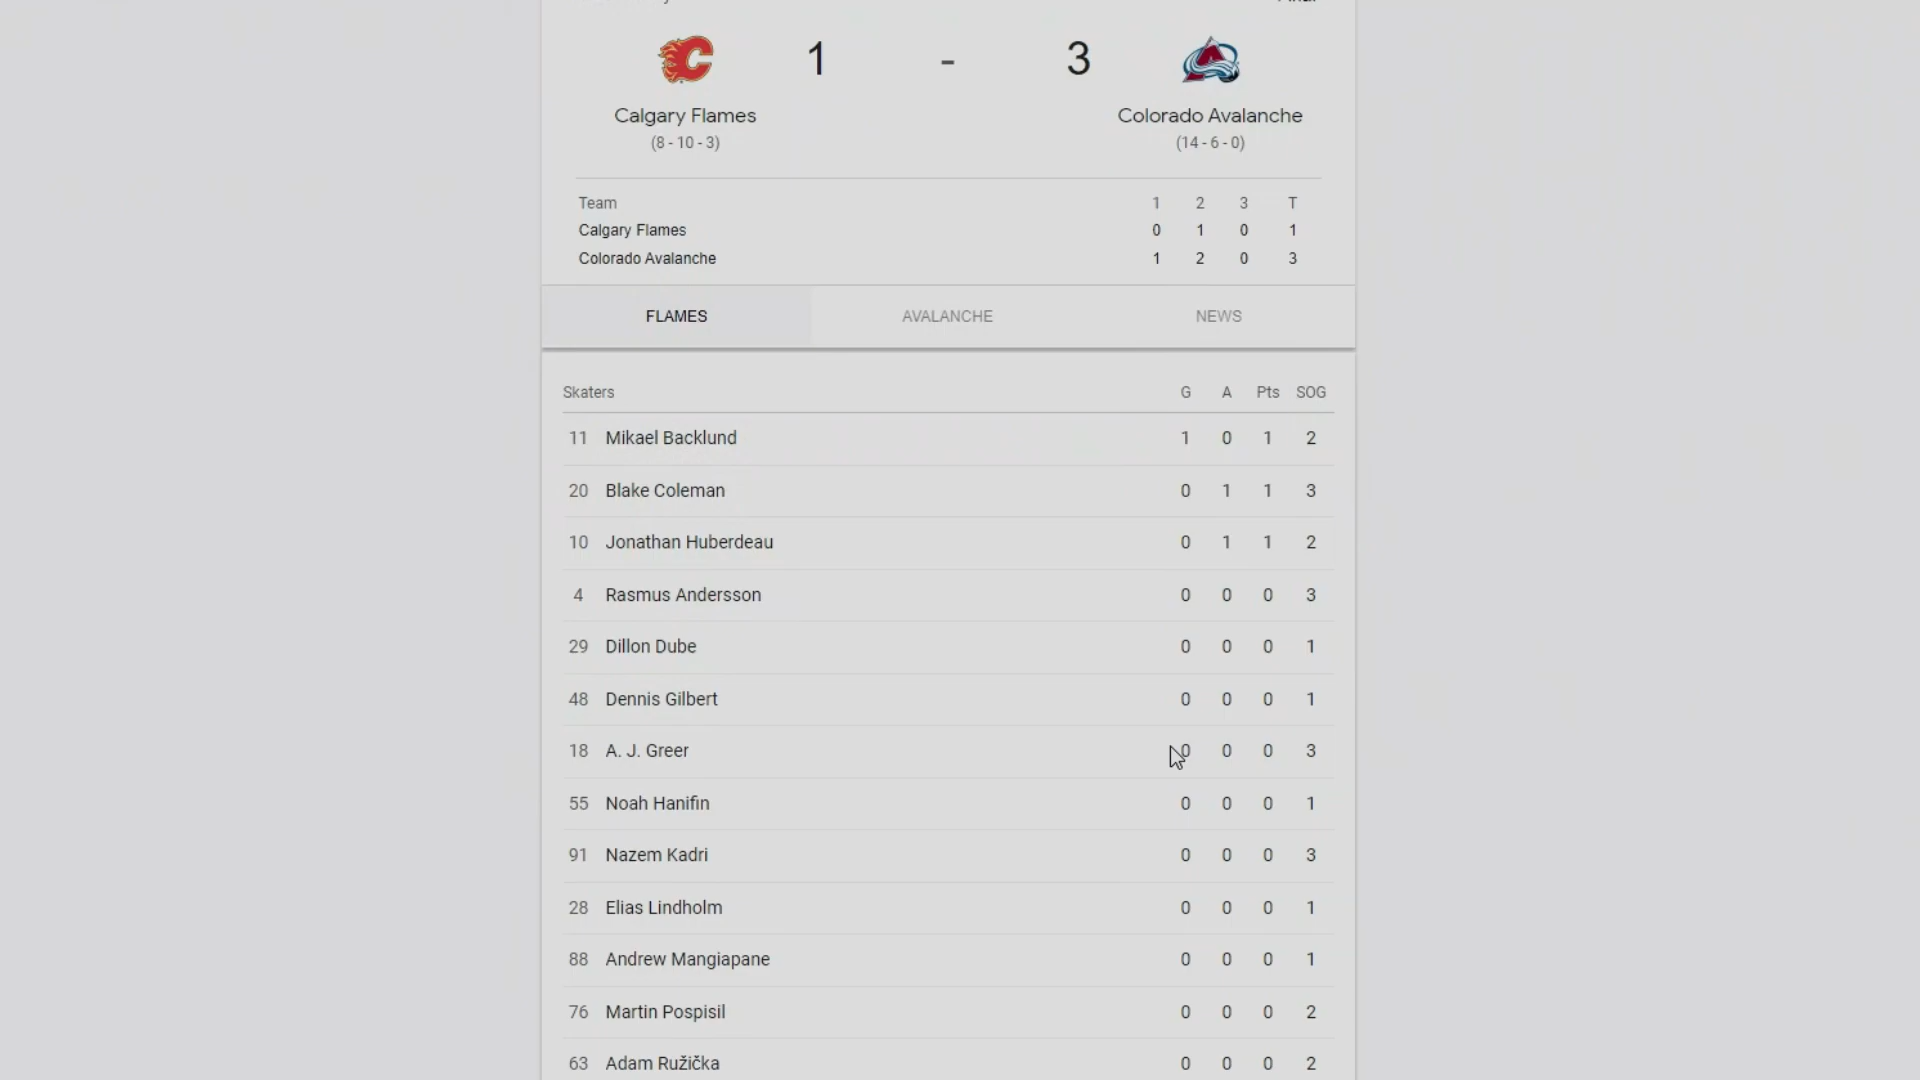 1 - 3
Calgary Flames Colorado Avalanche
(8 - 10 - 3) (14 - 6 - 0)
Team 1 2 3 T
Calgary Flames 0 1 0 1
Colorado Avalanche 1 2 0 3
FLAMES AVALANCHE NEWS
Skaters G A Pts SOG
11 Mikael Backlund 1 0 1 2
20 Blake Coleman 0 1 1 3
10 Jonathan Huberdeau 0 1 1 2
4 Rasmus Andersson 0 0 0 3
29 Dillon Dube 0 0 0 1
48 Dennis Gilbert 0 0 0 1
18 A. J. Greer 0 0 0 3
55 Noah Hanifin 0 0 0 1
91 Nazem Kadri 0 0 0 3
28 Elias Lindholm 0 0 0 1
88 Andrew Mangiapane 0 0 0 1
76 Martin Pospisil 0 0 0 2
63 Adam Ružička 0 0 0 2